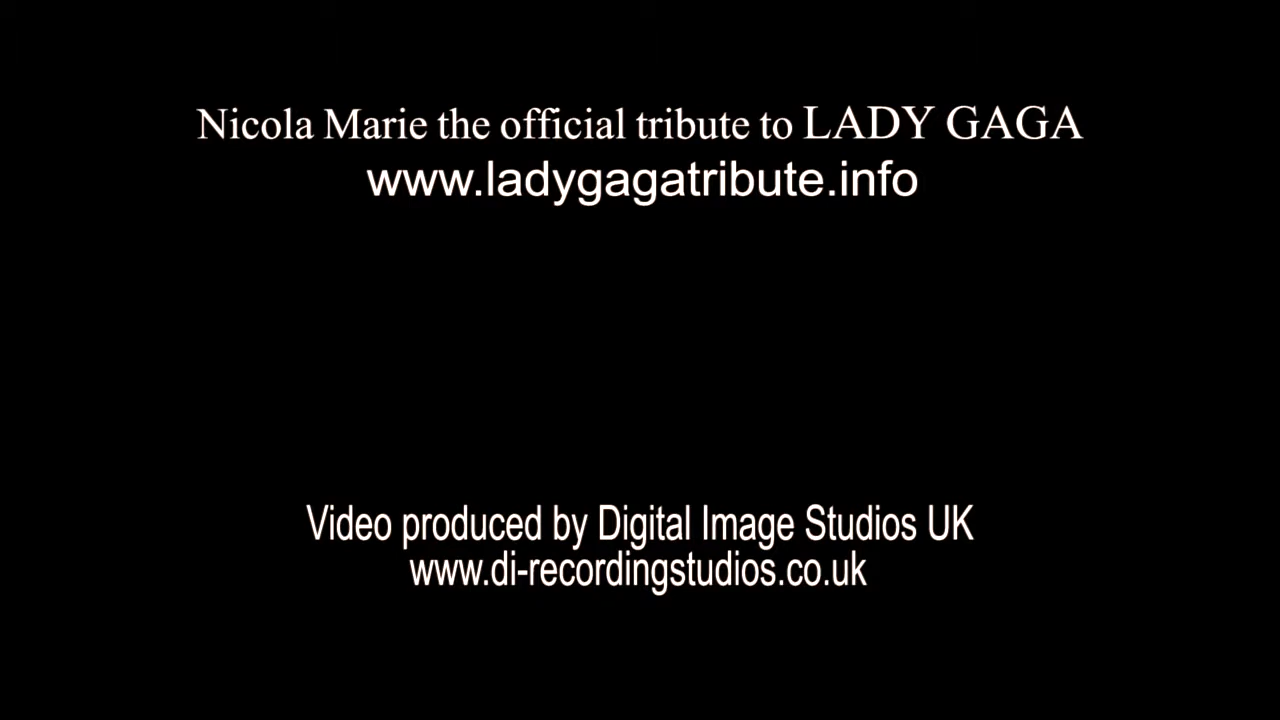 Nicola Marie the official tribute to LADY GAGA
www.ladygagatribute.info
Video produced by Digital Image Studios UK
www.di-recordingstudios.co.uk